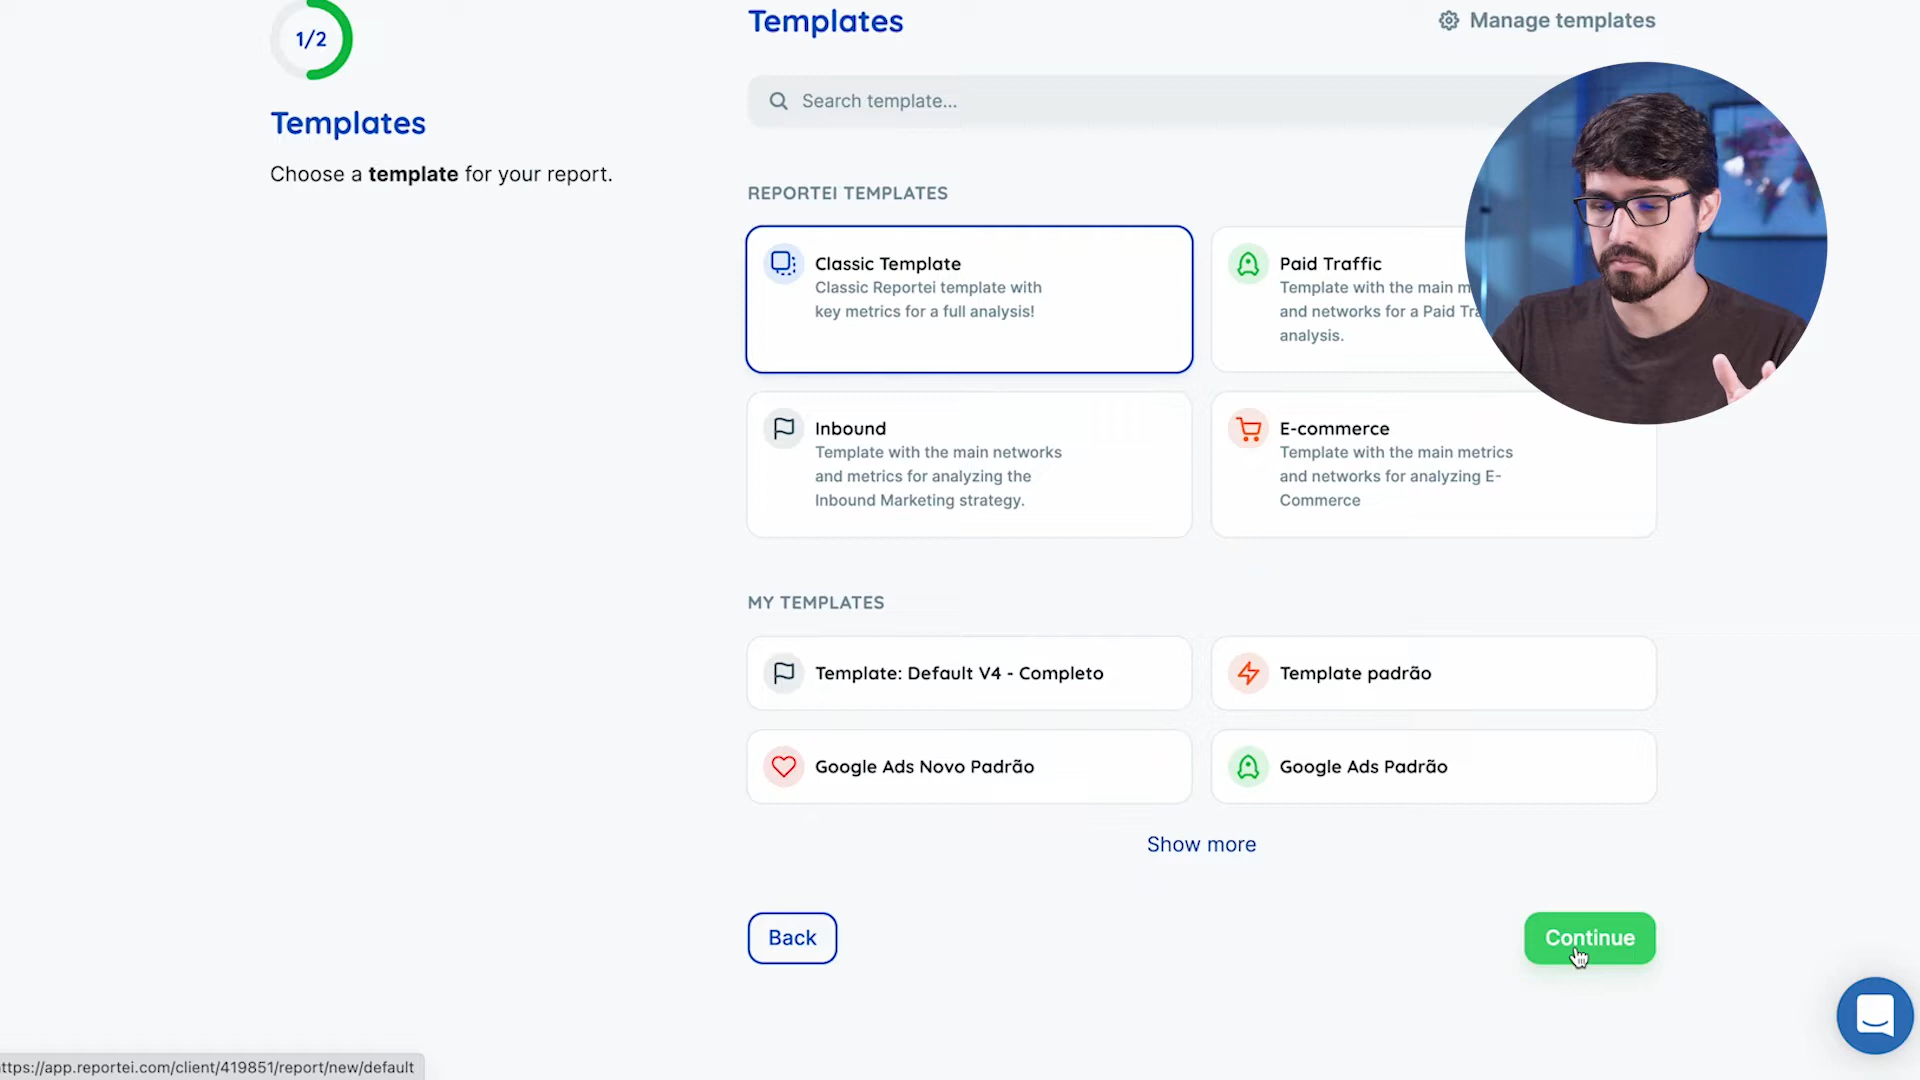 1/2
Templates
Choose a template for your report.
Templates
Manage templates
Search template...
REPORTEI TEMPLATES
Classic Template
Classic Reportei template with
key metrics for a full analysis!
Paid Traffic
Template with the main
and networks for a Paid
analysis.
Inbound
Template with the main networks
and metrics for analyzing the
Inbound Marketing strategy.
E-commerce
Template with the main metrics
and networks for analyzing E-
Commerce
MY TEMPLATES
Template: Default V4 - Completo
Template padrão
Google Ads Novo Padrão
Google Ads Padrão
Show more
Back
Continue
ttps://app.reportei.com/client/419851/report/new/default